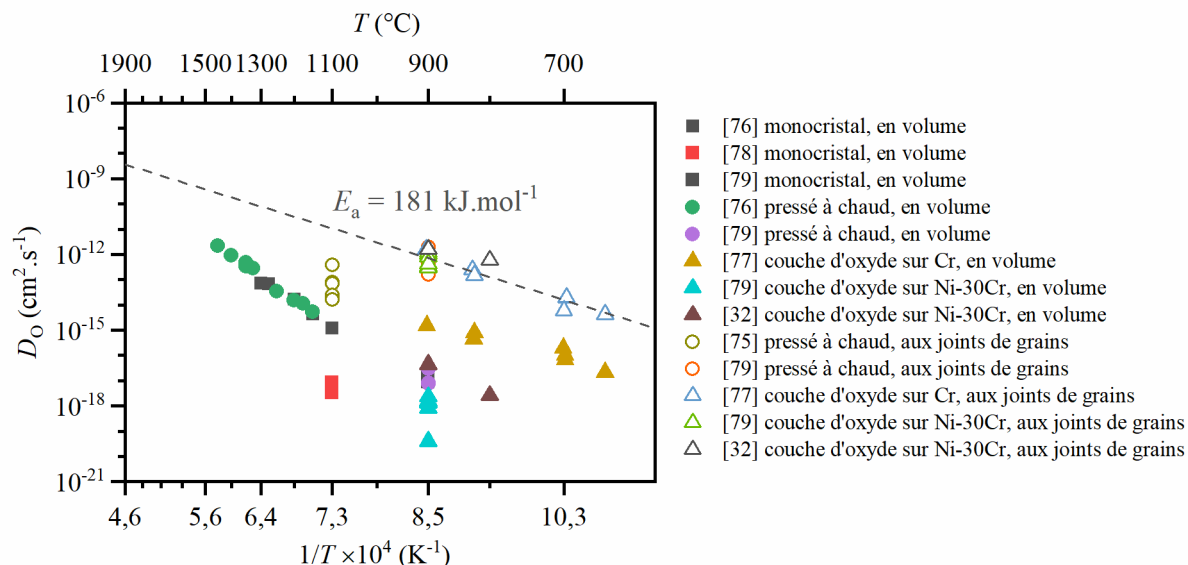 T (°C)
1900 1500 1300 1100 900 700
10⁻⁶
10⁻⁹
10⁻¹²
10⁻¹⁵
10⁻¹⁸
10⁻²¹
D_O (cm².s⁻¹)
E_a = 181 kJ.mol⁻¹
4,6 5,6 6,4 7,3 8,5 10,3
1/T ×10⁴ (K⁻¹)
[76] monocristal, en volume
[78] monocristal, en volume
[79] monocristal, en volume
[76] pressé à chaud, en volume
[79] pressé à chaud, en volume
[77] couche d'oxyde sur Cr, en volume
[79] couche d'oxyde sur Ni-30Cr, en volume
[32] couche d'oxyde sur Ni-30Cr, en volume
[75] pressé à chaud, aux joints de grains
[79] pressé à chaud, aux joints de grains
[77] couche d'oxyde sur Cr, aux joints de grains
[79] couche d'oxyde sur Ni-30Cr, aux joints de grains
[32] couche d'oxyde sur Ni-30Cr, aux joints de grains